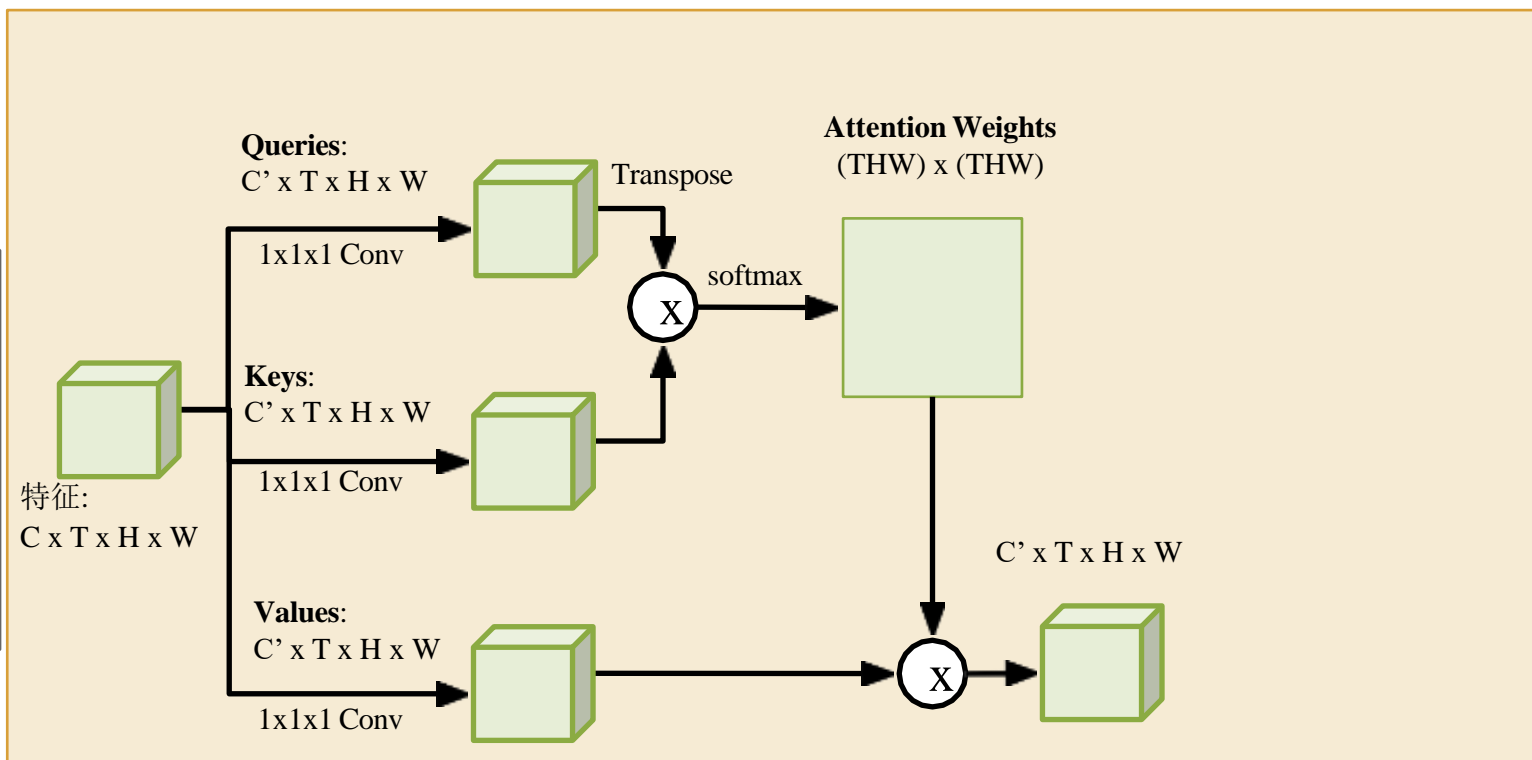 Queries:
C’ x T x H x W
1x1x1 Conv
Transpose
Attention Weights
(THW) x (THW)
x
softmax
Keys:
C’ x T x H x W
1x1x1 Conv
特征:
C x T x H x W
Values:
C’ x T x H x W
1x1x1 Conv
x
C’ x T x H x W